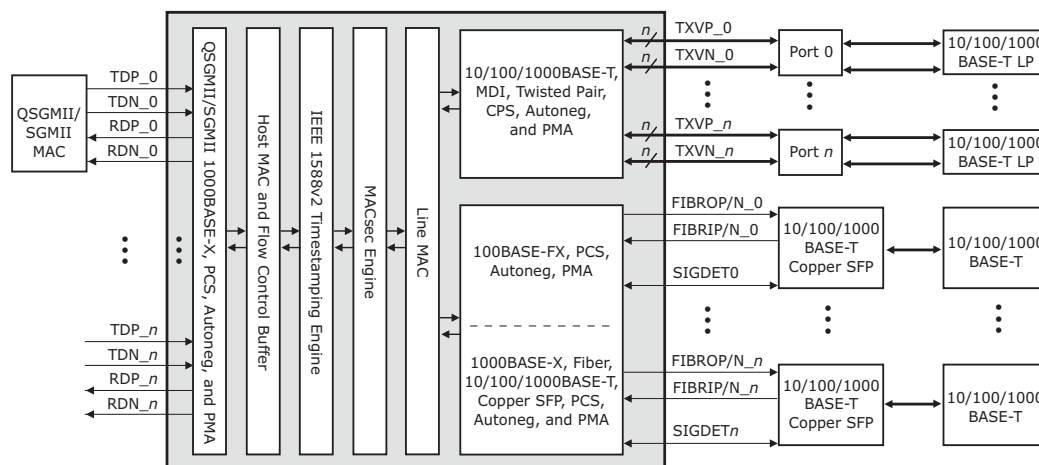 QSGMII/
SGMII
MAC
TDP_0
TDN_0
RDP_0
RDN_0
TDP_n
TDN_n
RDP_n
RDN_n
QSGMII/SGMII 1000BASE-X, PCS, Autoneg, and PMA
Host MAC and Flow Control Buffer
IEEE 1588v2 Timestamping Engine
MACsec Engine
Line MAC
10/100/1000BASE-T,
MDI, Twisted Pair,
CPS, Autoneg,
and PMA
100BASE-FX, PCS,
Autoneg, PMA
1000BASE-X, Fiber,
10/100/1000BASE-T,
Copper SFP, PCS,
Autoneg, and PMA
n TXVP_0
n TXVN_0
n TXVP_n
n TXVN_n
Port 0
Port n
10/100/1000
BASE-T LP
10/100/1000
BASE-T LP
FIBROP/N_0
FIBRIP/N_0
SIGDET0
10/100/1000
BASE-T
Copper SFP
10/100/1000
BASE-T
FIBROP/N_n
FIBRIP/N_n
SIGDETn
10/100/1000
BASE-T
Copper SFP
10/100/1000
BASE-T